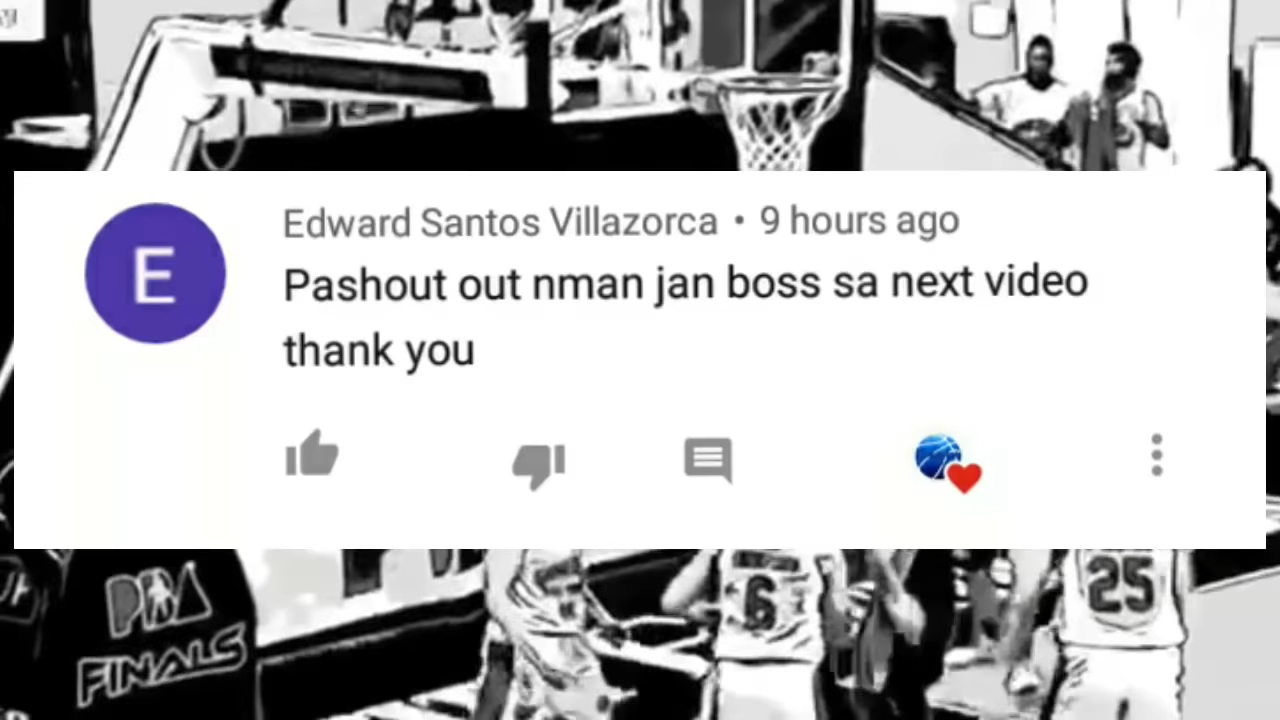 Edward Santos Villazorca • 9 hours ago
Pashout out nman jan boss sa next video
thank you
E
PBA
FINALS
6
25